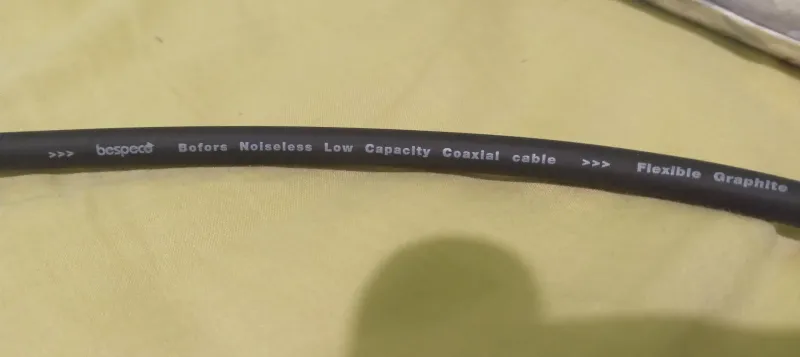 >>> bespeco Bofors Noiseless Low Capacity Coaxial cable >>> Flexible Graphite